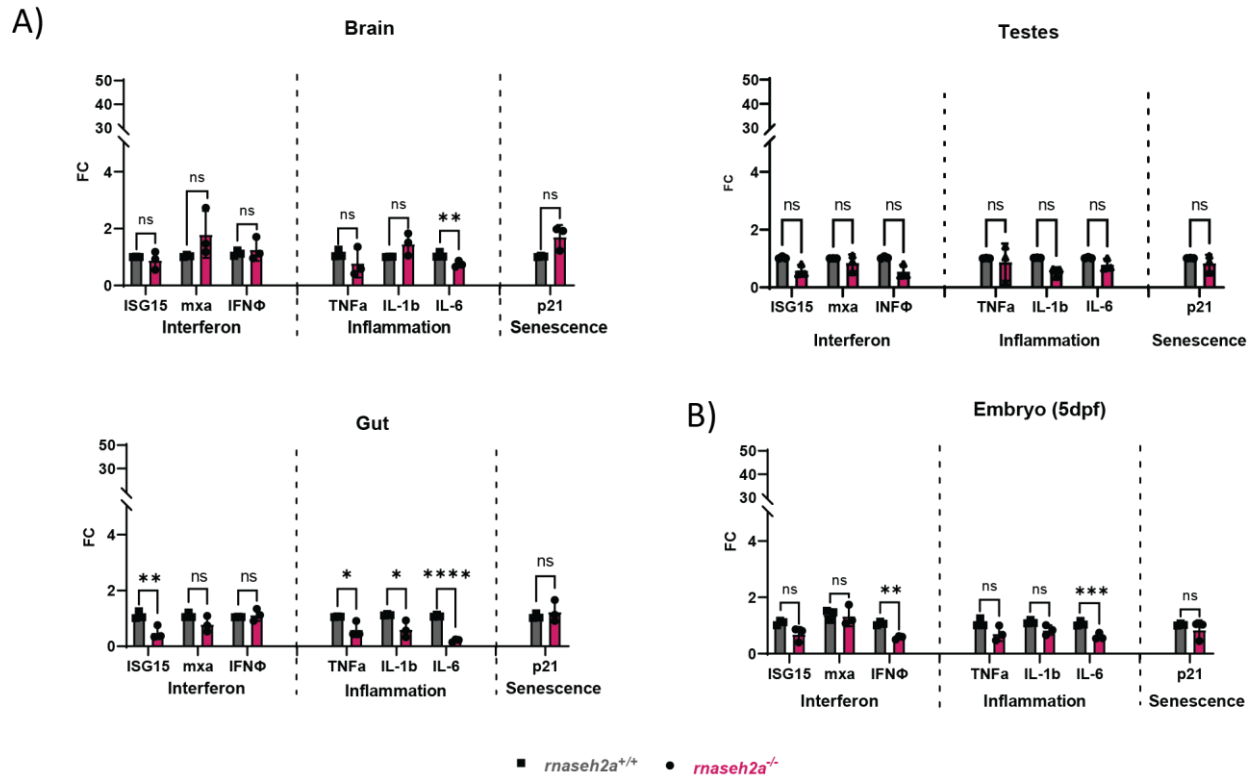 A)
Brain
50
40
30
4
2
0
FC
ns
ns
ns
ns
ns
**
ns
ISG15 mxa IFNΦ TNFa IL-1b IL-6 p21
Interferon Inflammation Senescence
Testes
50
40
30
4
2
0
FC
ns
ns
ns
ns
ns
ns
ns
ISG15 mxa INFΦ TNFa IL-1b IL-6 p21
Interferon Inflammation Senescence
Gut
50
30
4
2
0
FC
**
ns
ns
*
*
****
ns
ISG15 mxa IFNΦ TNFa IL-1b IL-6 p21
Interferon Inflammation Senescence
B)
Embryo (5dpf)
50
40
30
4
2
0
FC
ns
ns
**
ns
ns
***
ns
ISG15 mxa IFNΦ TNFa IL-1b IL-6 p21
Interferon Inflammation Senescence
rnaseh2a+/+ rnaseh2a-/-